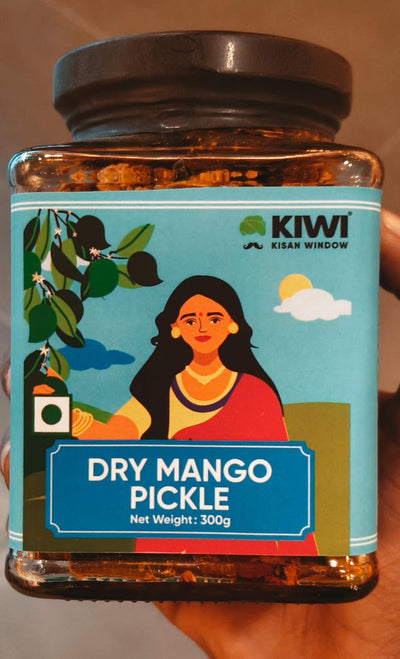 KIWI
KISAN WINDOW
DRY MANGO
PICKLE
Net Weight: 300g